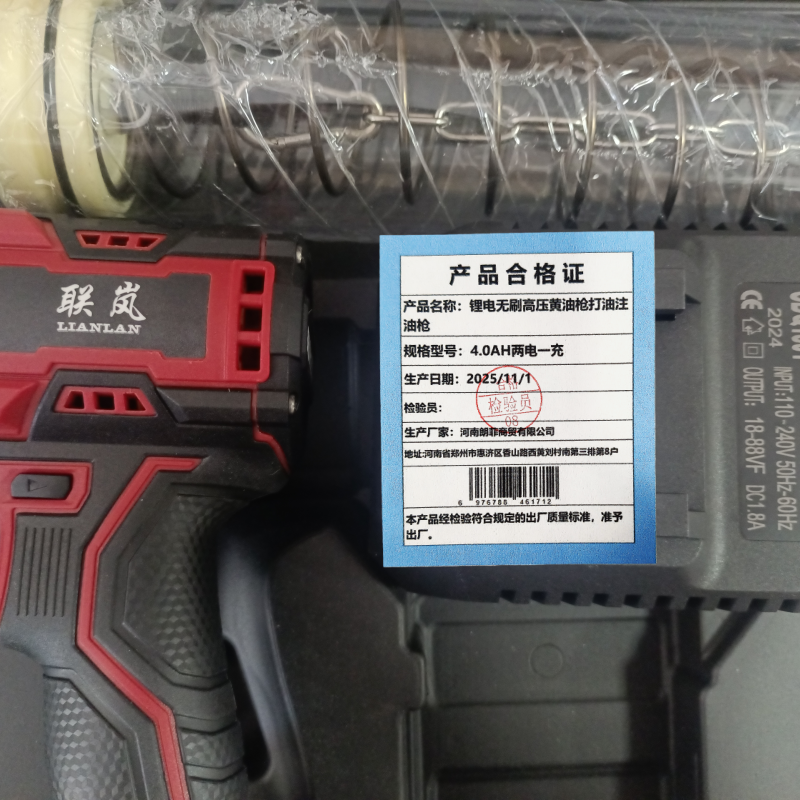 联岚
LIANLAN
产品合格证
产品名称：锂电无刷高压黄油枪打油注
油枪
规格型号：4.0AH两电一充
生产日期：2025/11/1
合格
检验员：
检验员
08
生产厂家：河南朗菲商贸有限公司
地址:河南省郑州市惠济区香山路西黄刘村南第三排第8户
6 976788 461712
本产品经检验符合规定的出厂质量标准，准予
出厂。
CE
2024
INPUT:110-240V 50Hz-60Hz
OUTPUT: 18-88VF DC1.8A